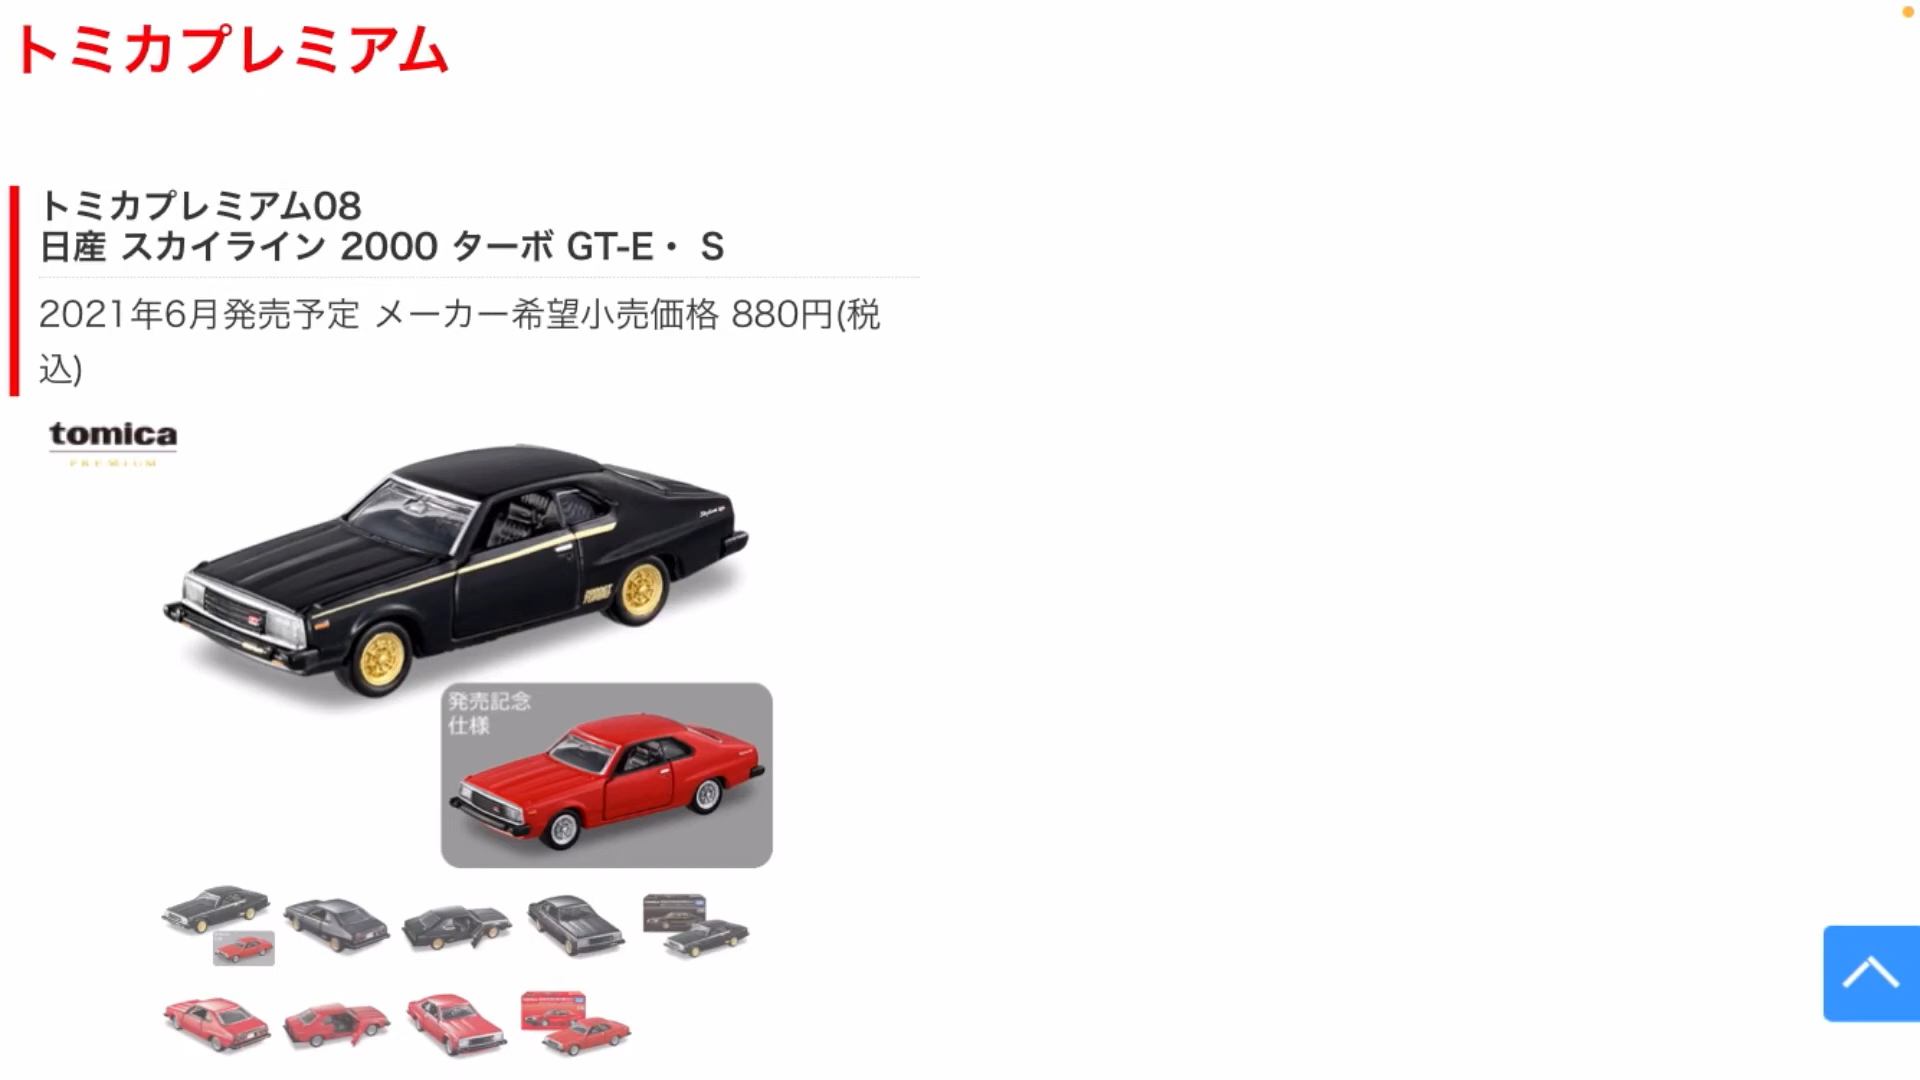 トミカプレミアム
トミカプレミアム08
日産 スカイライン 2000 ターボ GT-E・ S
2021年6月発売予定 メーカー希望小売価格 880円(税
込)
tomica
PREMIUM
発売記念
仕様